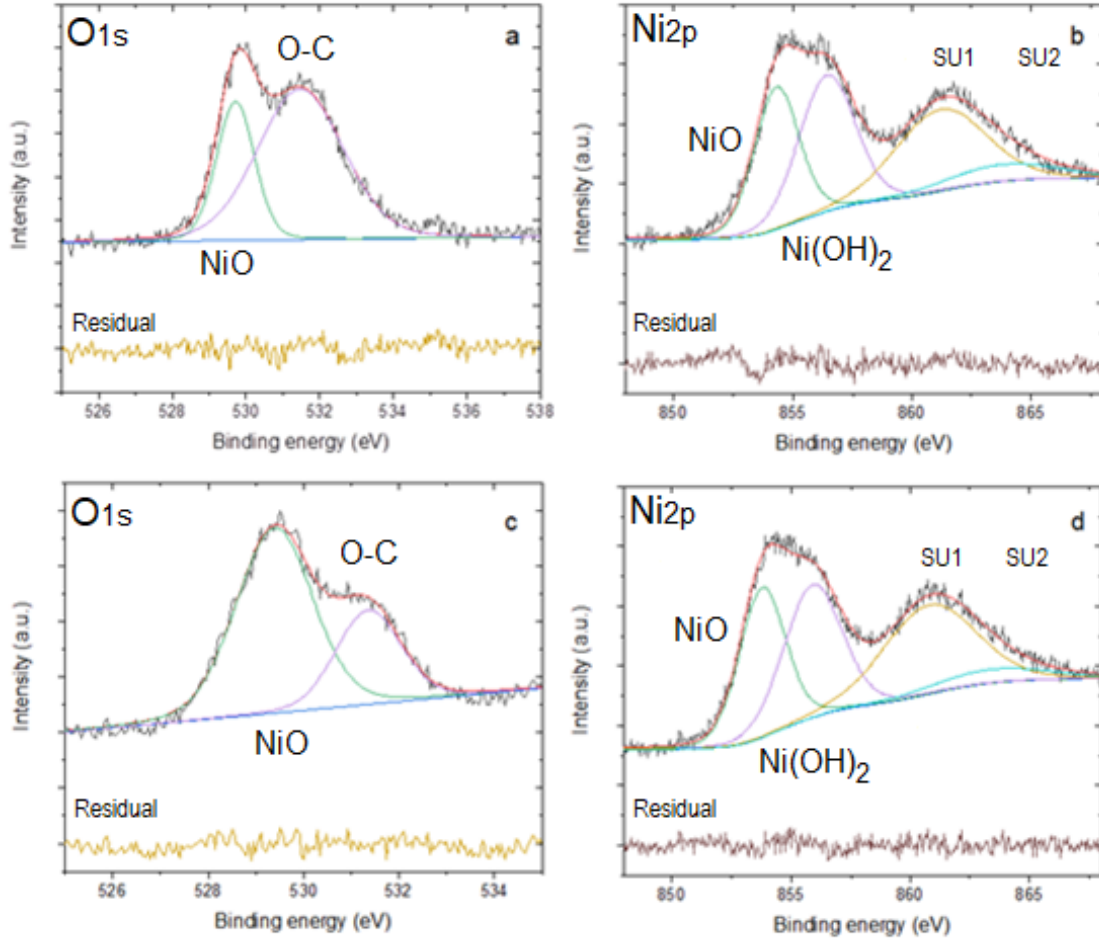 O1s
a
O-C
NiO
Residual
Intensity (a.u.)
526 528 530 532 534 536 538
Binding energy (eV)
Ni2p
b
SU1 SU2
NiO
Ni(OH)2
Residual
Intensity (a.u.)
850 855 860 865
Binding energy (eV)
O1s
c
O-C
NiO
Residual
Intensity (a.u.)
526 528 530 532 534
Binding energy (eV)
Ni2p
d
SU1 SU2
NiO
Ni(OH)2
Residual
Intensity (a.u.)
850 855 860 865
Binding energy (eV)